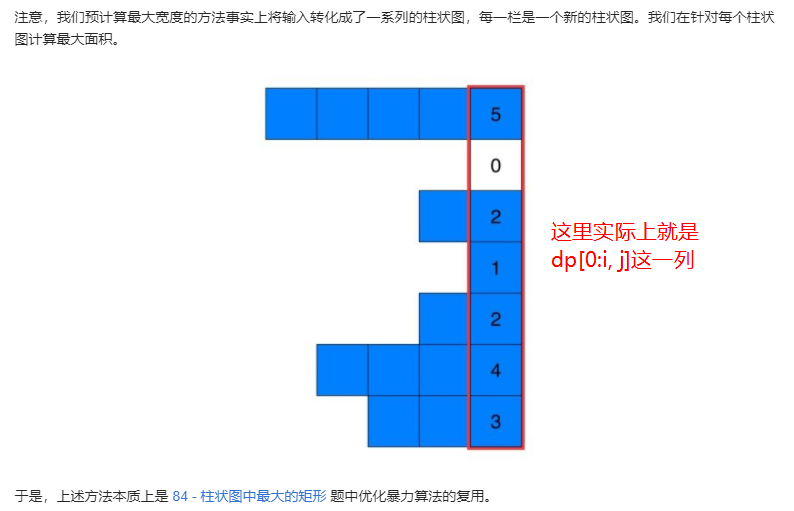 注意，我们预计算最大宽度的方法事实上将输入转化成了一系列的柱状图，每一栏是一个新的柱状图。我们在针对每个柱状
图计算最大面积。
5
0
2
这里实际上就是
dp[0:i, j]这一列
1
2
4
3
于是，上述方法本质上是 84 - 柱状图中最大的矩形 题中优化暴力算法的复用。